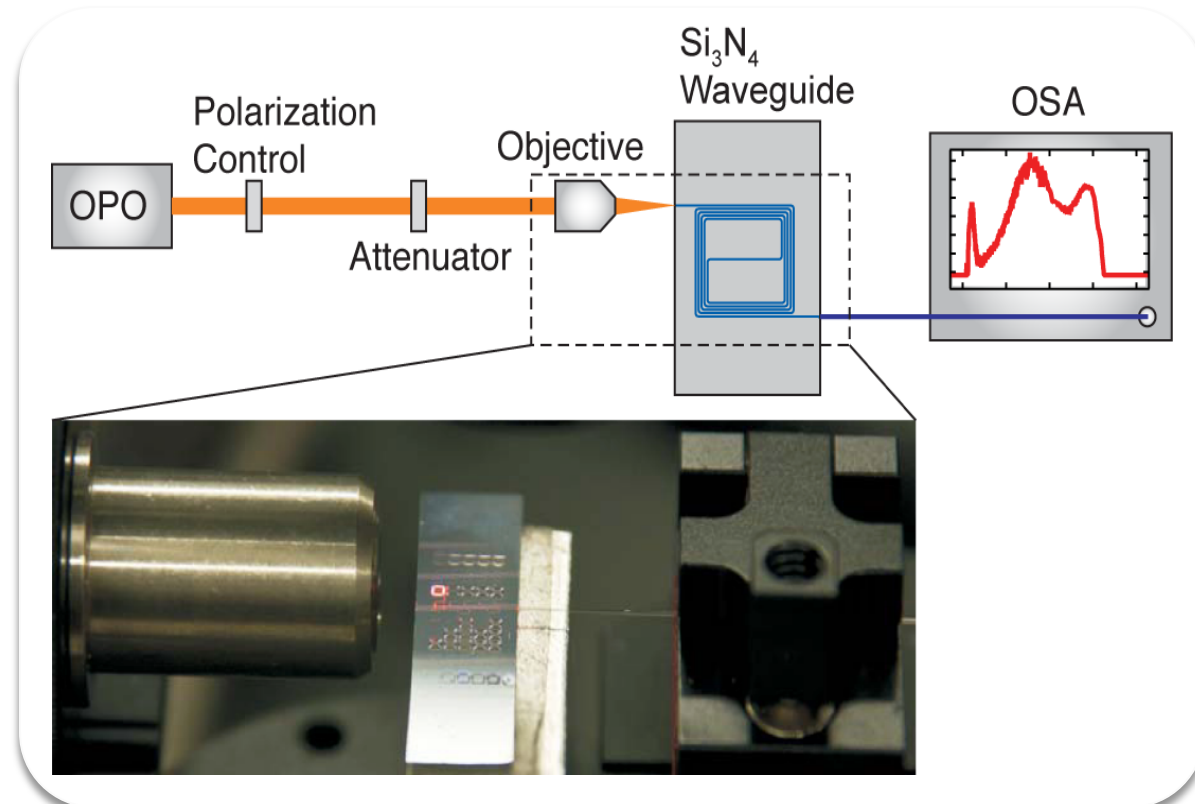 Si₃N₄
Waveguide
OSA
Polarization
Control
Objective
OPO
Attenuator